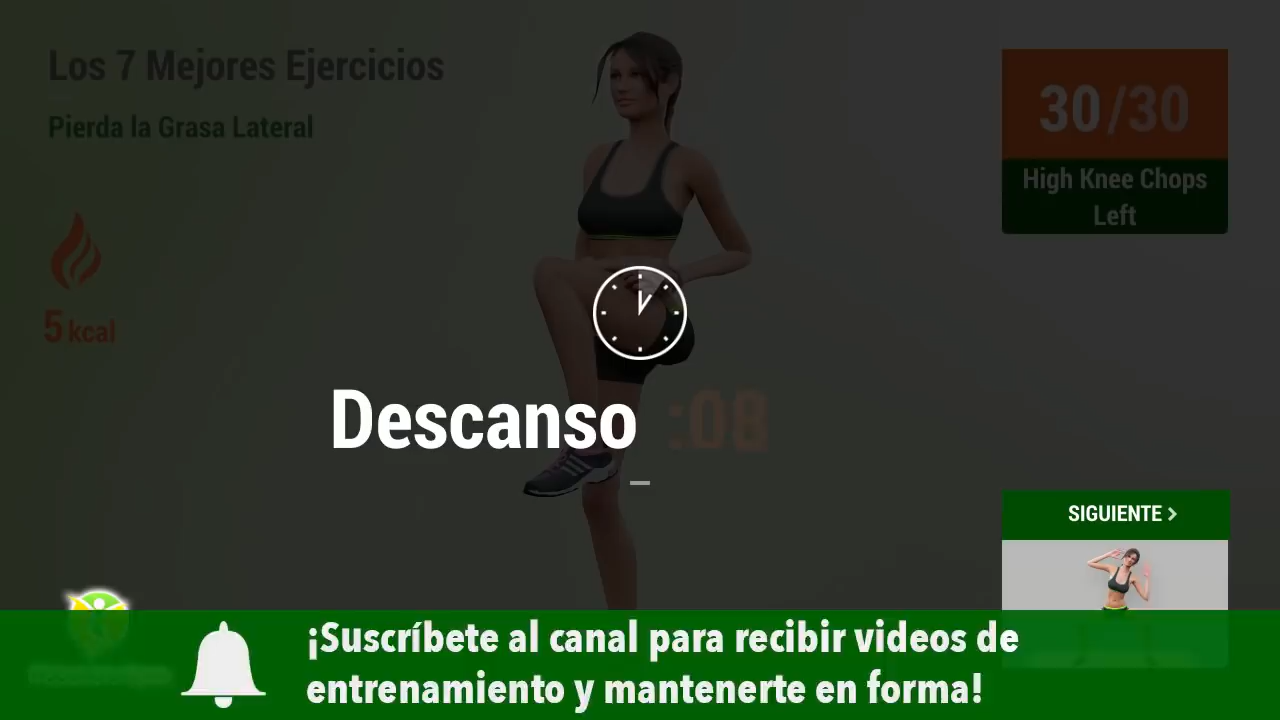 Los 7 Mejores Ejercicios
Pierda la Grasa Lateral
30/30
High Knee Chops
Left
5 kcal
Descanso :08
SIGUIENTE >
¡Suscríbete al canal para recibir videos de
entrenamiento y mantenerte en forma!